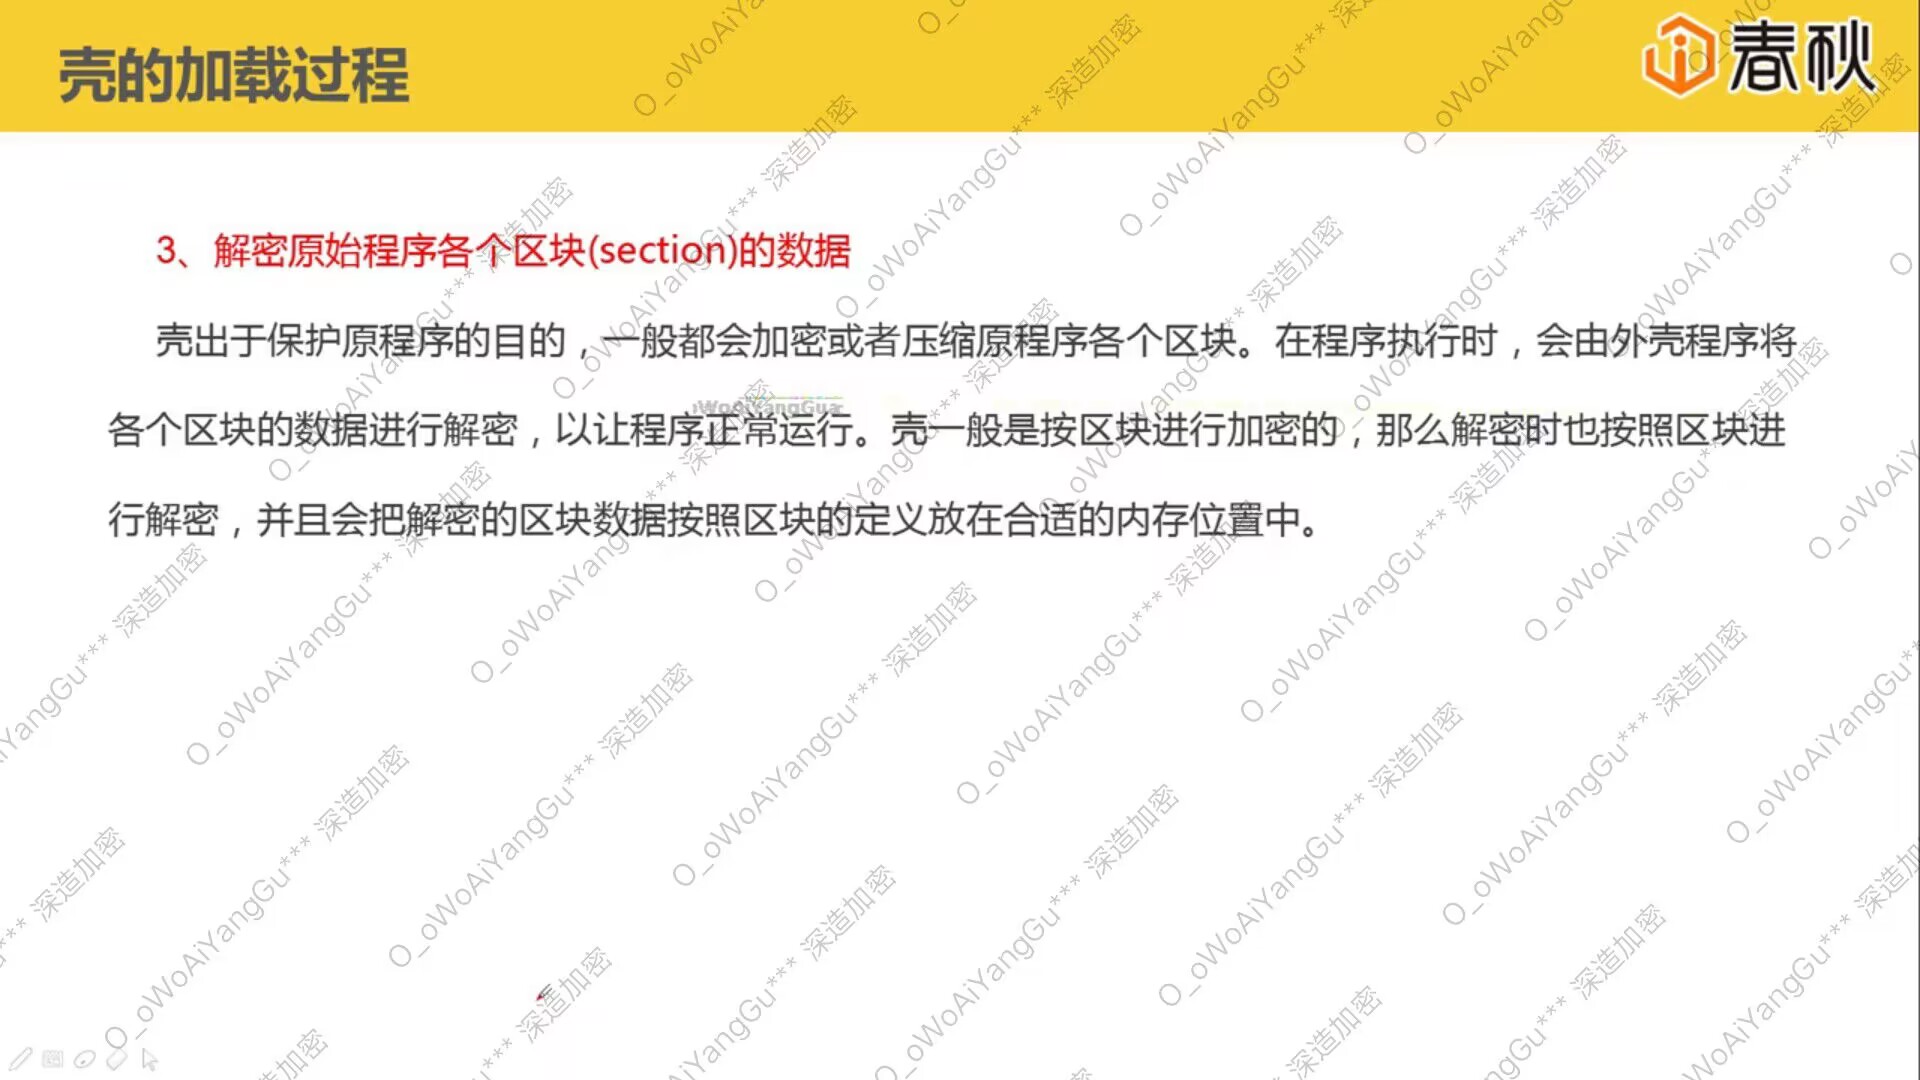 壳的加载过程
春秋
3、解密原始程序各个区块(section)的数据
壳出于保护原程序的目的，一般都会加密或者压缩原程序各个区块。在程序执行时，会由外壳程序将
各个区块的数据进行解密，以让程序正常运行。壳一般是按区块进行加密的，那么解密时也按照区块进
行解密，并且会把解密的区块数据按照区块的定义放在合适的内存位置中。
O_oWoAiYangGu*** 深造加密